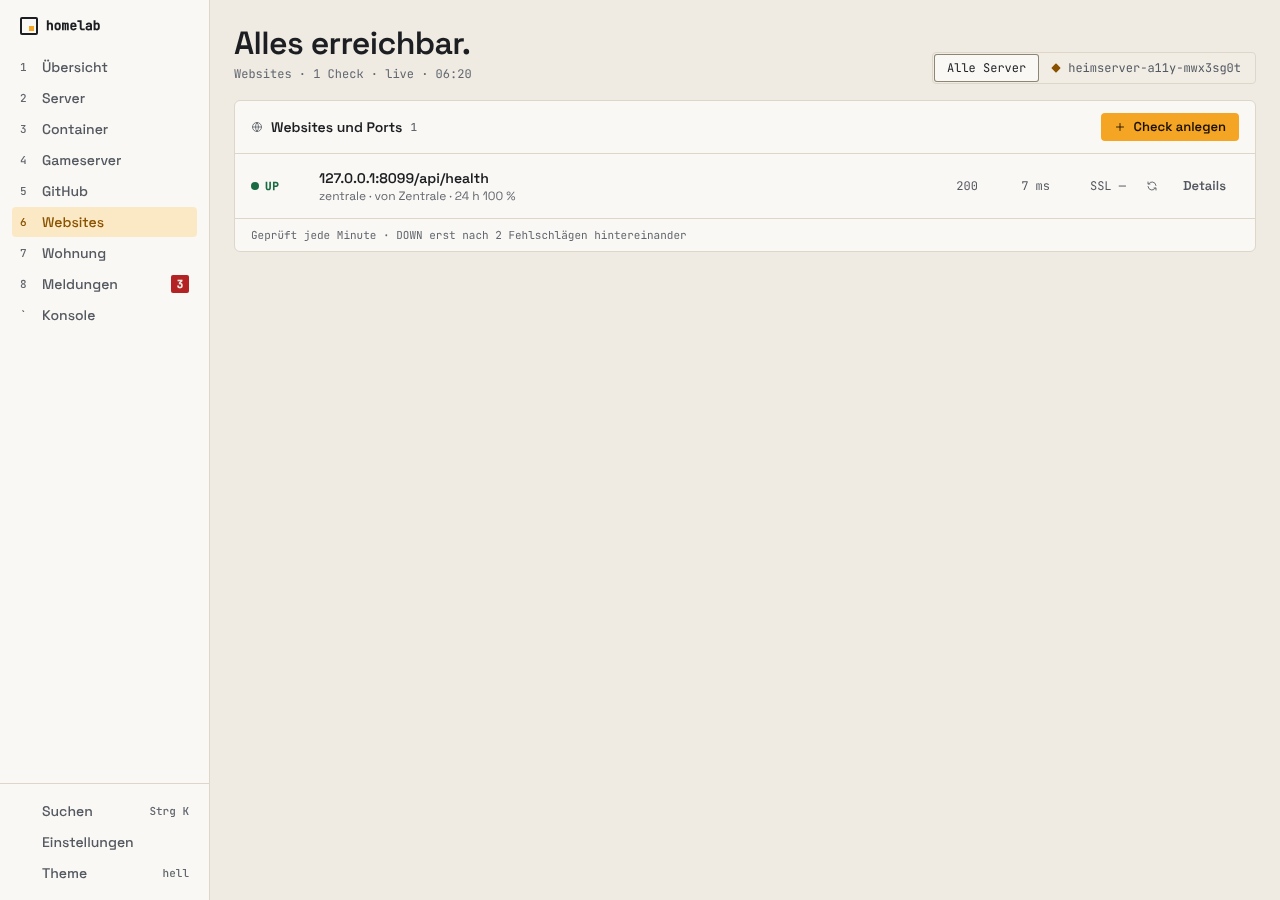 homelab
1 Übersicht
2 Server
3 Container
4 Gameserver
5 GitHub
6 Websites
7 Wohnung
8 Meldungen 3
` Konsole
Suchen Strg K
Einstellungen
Theme hell
Alles erreichbar.
Websites · 1 Check · live · 06:20
Alle Server ◆ heimserver-a11y-mwx3sg0t
Websites und Ports 1
+ Check anlegen
UP 127.0.0.1:8099/api/health 200 7 ms SSL — Details
zentrale · von Zentrale · 24 h 100 %
Geprüft jede Minute · DOWN erst nach 2 Fehlschlägen hintereinander